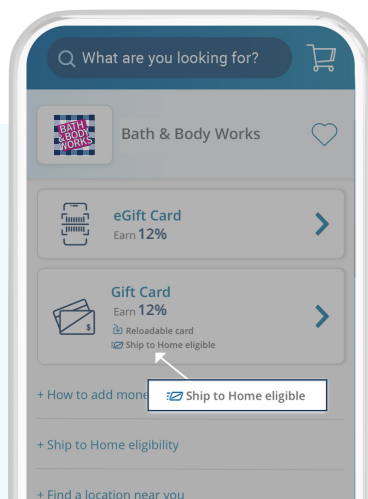 What are you looking for?
BATH
&BODY
WORKS
Bath & Body Works
eGift Card
Earn 12%
Gift Card
Earn 12%
$
Reloadable card
Ship to Home eligible
+ How to add mone
Ship to Home eligible
+ Ship to Home eligibility
+ Find a location near you